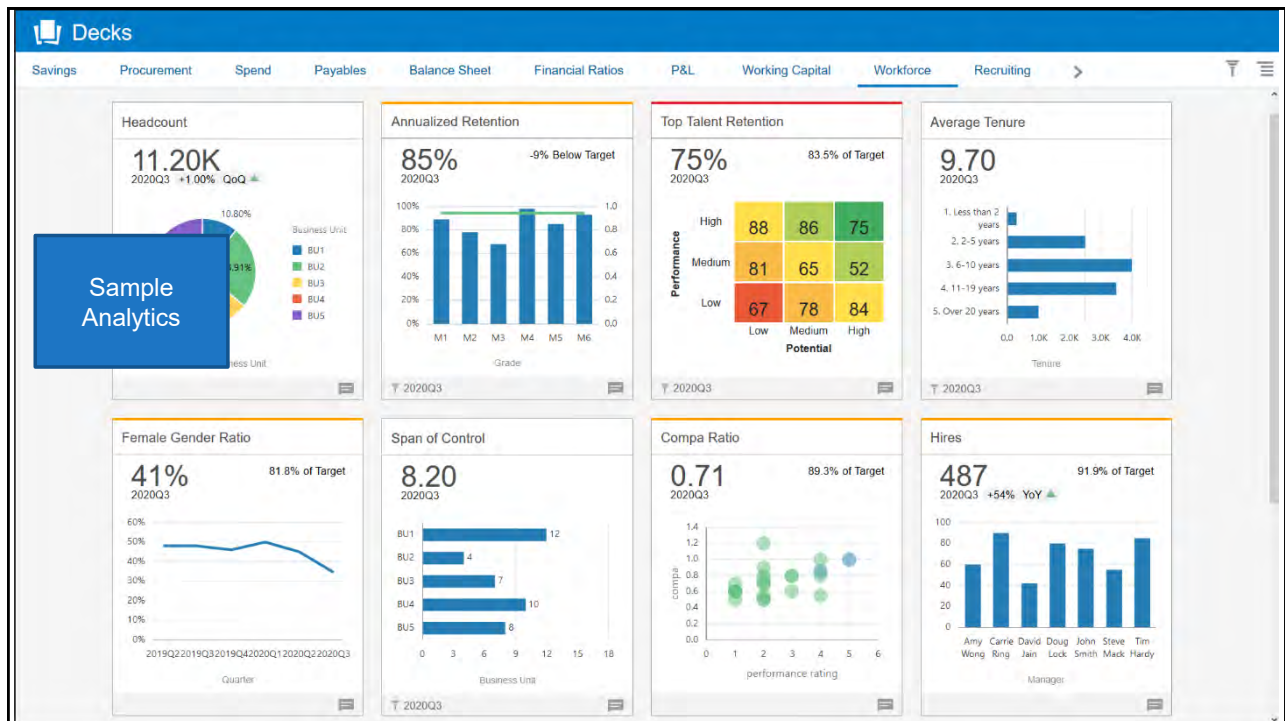 Decks
Savings Procurement Spend Payables Balance Sheet Financial Ratios P&L Working Capital Workforce Recruiting
Headcount
11.20K
2020Q3 +1.00% QoQ
10.80%
.91%
Business Unit
BU1
BU2
BU3
BU4
BU5
Sample
Analytics
ness Unit
Annualized Retention
85%
-9% Below Target
2020Q3
100% 1.0
80% 0.8
60% 0.6
40% 0.4
20% 0.2
0% 0.0
M1 M2 M3 M4 M5 M6
Grade
2020Q3
Top Talent Retention
75%
83.5% of Target
2020Q3
Performance
High 88 86 75
Medium 81 65 52
Low 67 78 84
Low Medium High
Potential
2020Q3
Average Tenure
9.70
2020Q3
1. Less than 2
years
2. 2-5 years
3. 6-10 years
4. 11-19 years
5. Over 20 years
0.0 1.0K 2.0K 3.0K 4.0K
Tenure
2020Q3
Female Gender Ratio
41%
81.8% of Target
2020Q3
60%
50%
40%
30%
20%
10%
0%
2019Q2 2019Q3 2019Q4 2020Q1 2020Q2 2020Q3
Quarter
Span of Control
8.20
2020Q3
BU1 12
BU2 4
BU3 7
BU4 10
BU5 8
0 3 6 9 12 15 18
Business Unit
2020Q3
Compa Ratio
0.71
89.3% of Target
2020Q3
compa
1.4
1.2
1.0
0.8
0.6
0.4
0.2
0.0
0 1 2 3 4 5 6
performance rating
Hires
487
91.9% of Target
2020Q3 +54% YoY
100
80
60
40
20
0
Amy Carrie David Doug John Steve Tim
Wong Ring Jain Lock Smith Mack Hardy
Manager